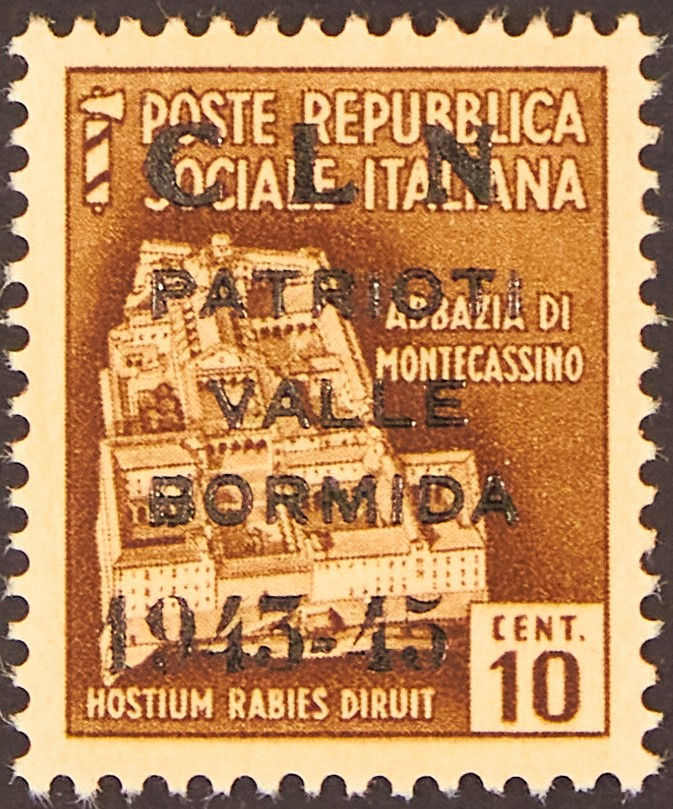 POSTE REPUBBLICA
SOCIALE ITALIANA
C L N
PATRIOTI
ABBAZIA DI
MONTECASSINO
VALLE
BORMIDA
1943-45
CENT.
10
HOSTIUM RABIES DIRUIT